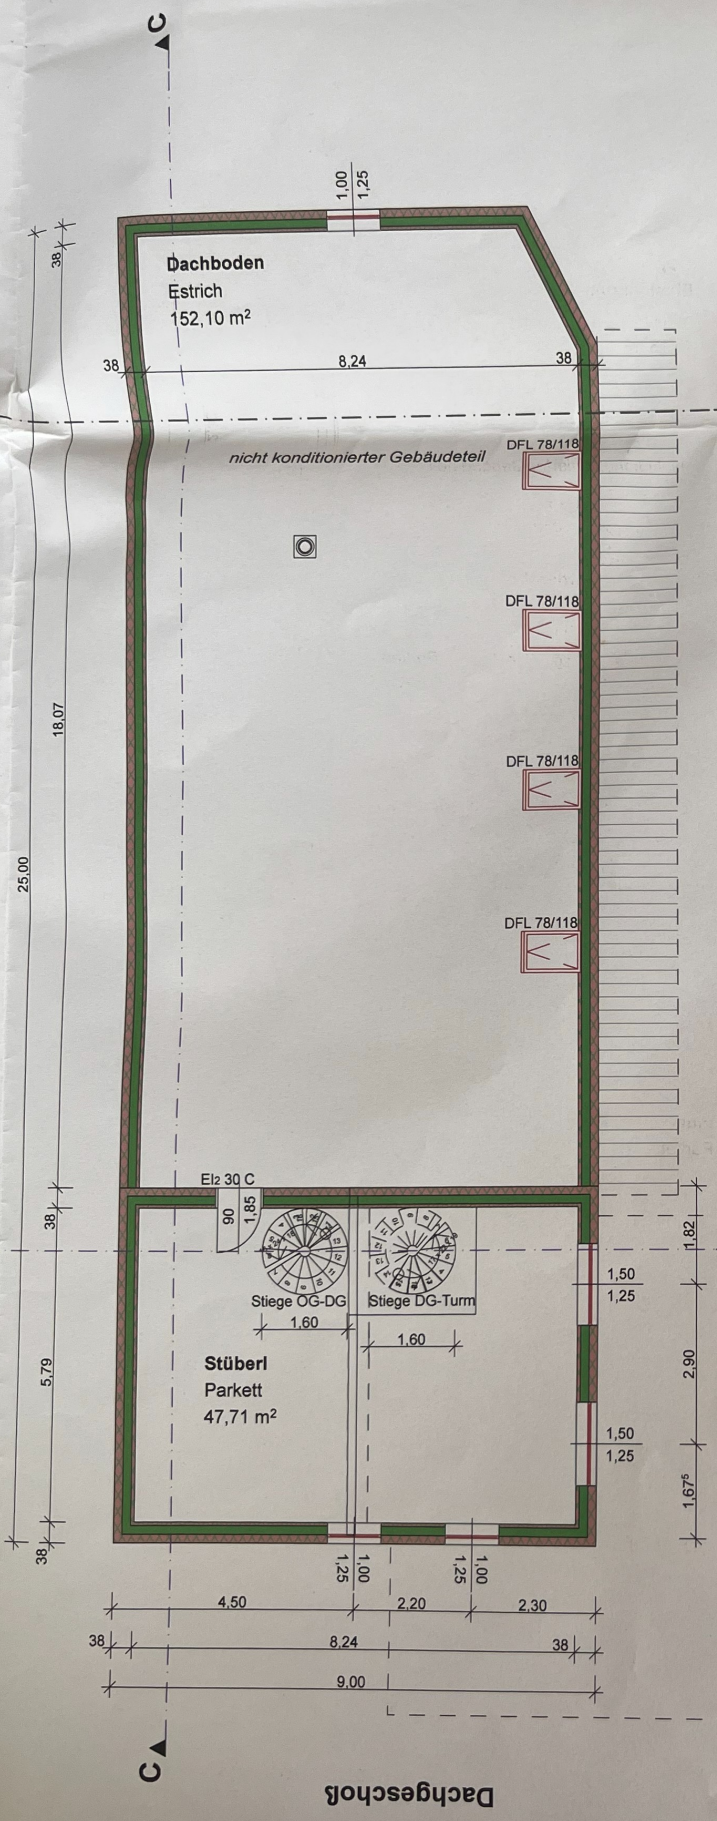 C
1,00
1,25
38
Dachboden
Estrich
152,10 m²
38
8,24
38
nicht konditionierter Gebäudeteil
DFL 78/118
DFL 78/118
18,07
DFL 78/118
25,00
DFL 78/118
EI₂ 30 C
90
1,85
38
1,82
Stiege OG-DG
Stiege DG-Turm
1,50
1,25
1,60
1,60
Stüberl
Parkett
47,71 m²
5,79
2,90
1,50
1,25
1,67⁵
38
1,25
1,00
1,25
1,00
4,50
2,20
2,30
38
8,24
38
9,00
C
Dachgeschoß